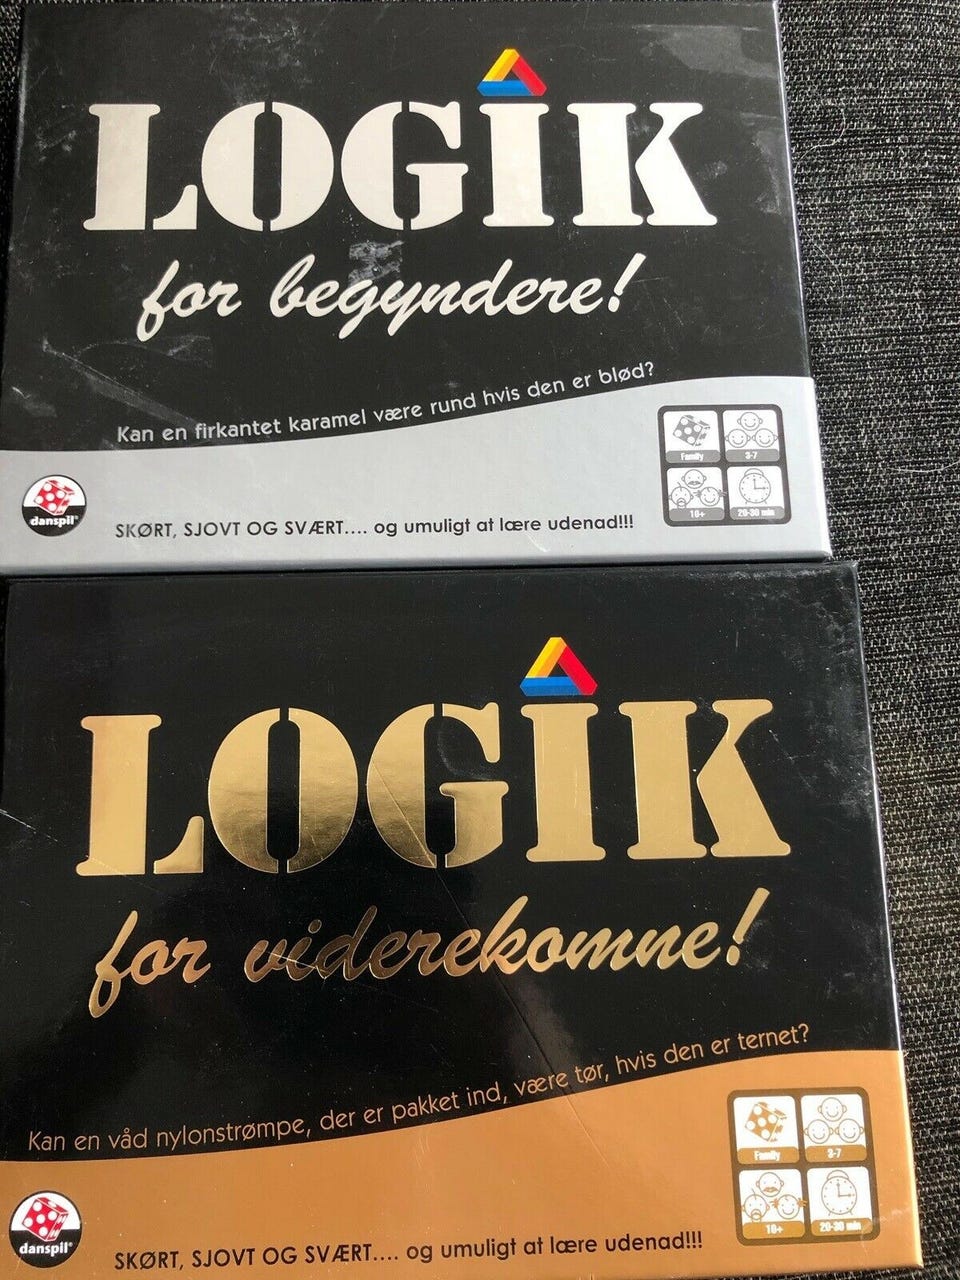 LOGIK
for begyndere!
Kan en firkantet karamel være rund hvis den er blød?
Family
3-7
10+
20-30 min
danspil®
SKØRT, SJOVT OG SVÆRT.... og umuligt at lære udenad!!!
LOGIK
for viderekomne!
Kan en våd nylonstrømpe, der er pakket ind, være tør, hvis den er ternet?
Family
3-7
10+
20-30 min
danspil®
SKØRT, SJOVT OG SVÆRT.... og umuligt at lære udenad!!!